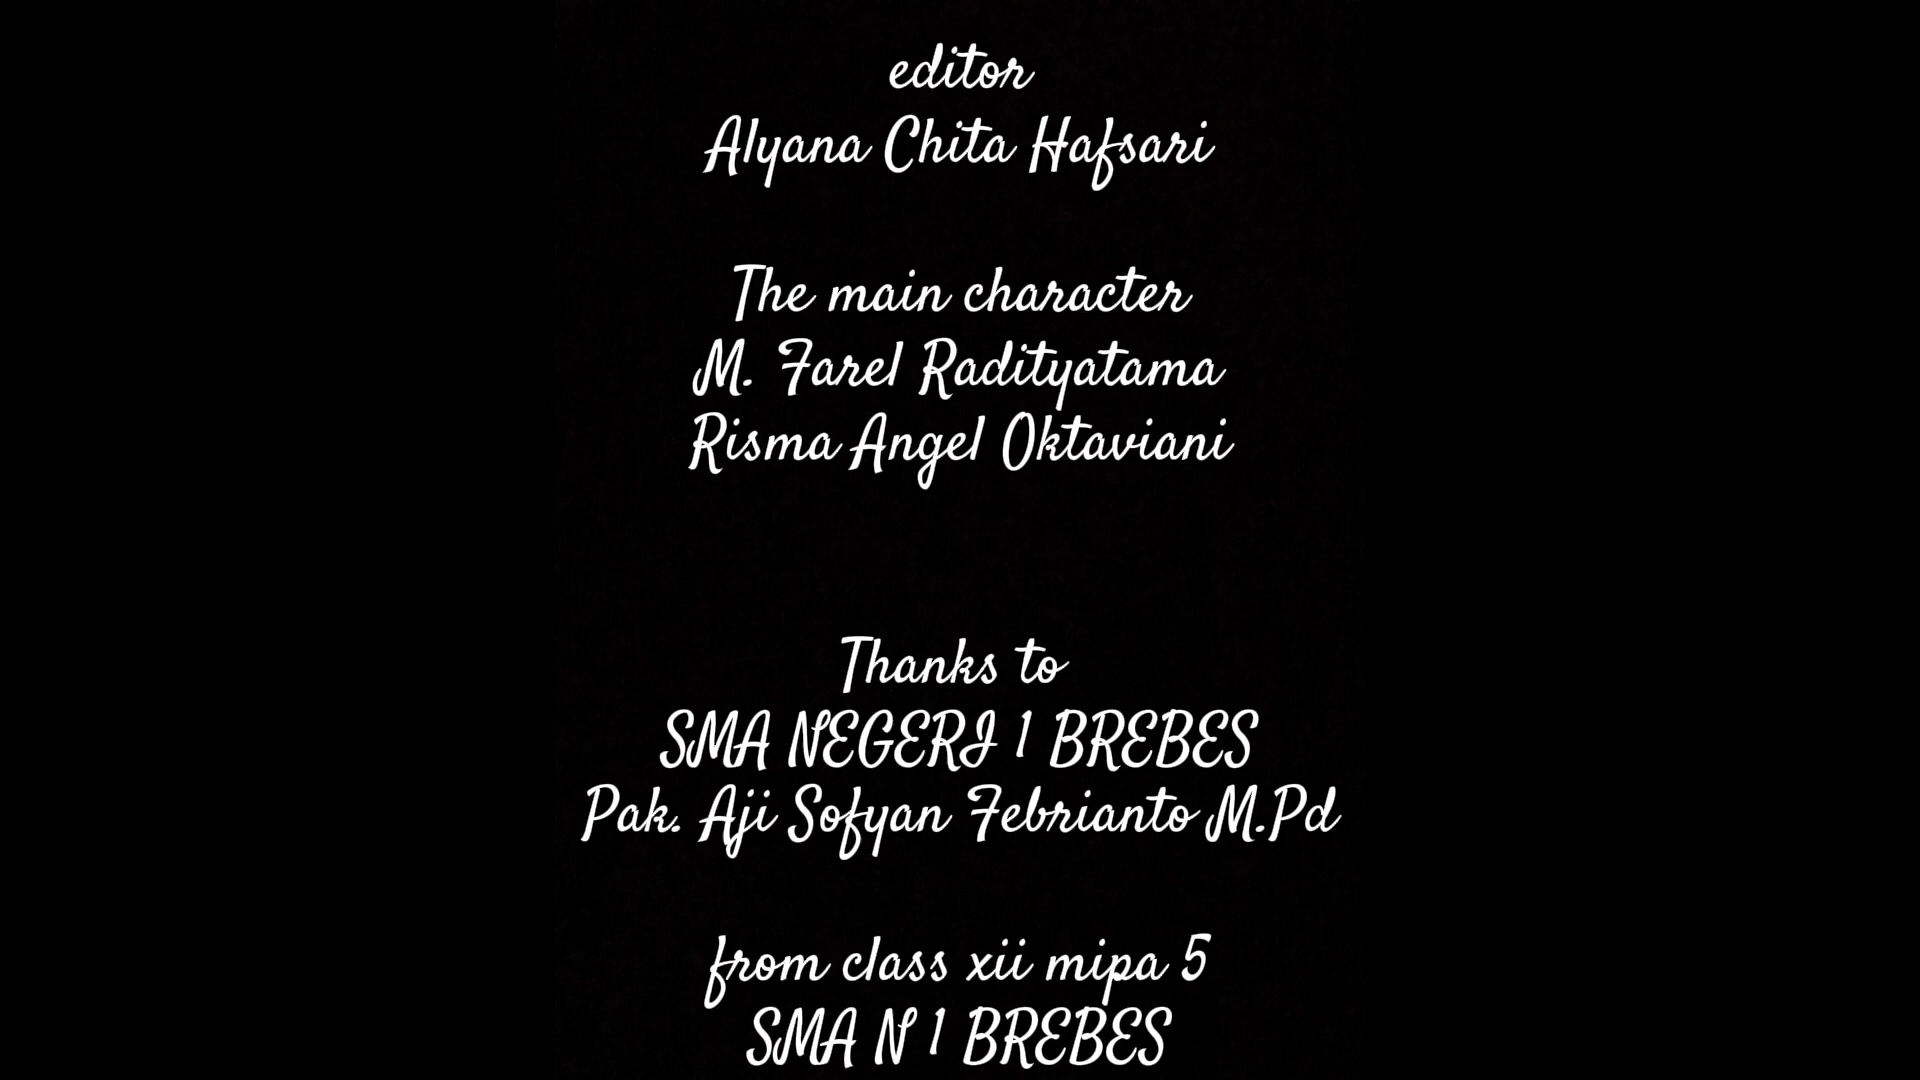 editor
Alyana Chita Hafsari
The main character
M. Farel Radityatama
Risma Angel Oktaviani
Thanks to
SMA NEGERI 1 BREBES
Pak. Aji Sofyan Febrianto M.Pd
from class xii mipa 5
SMA N 1 BREBES